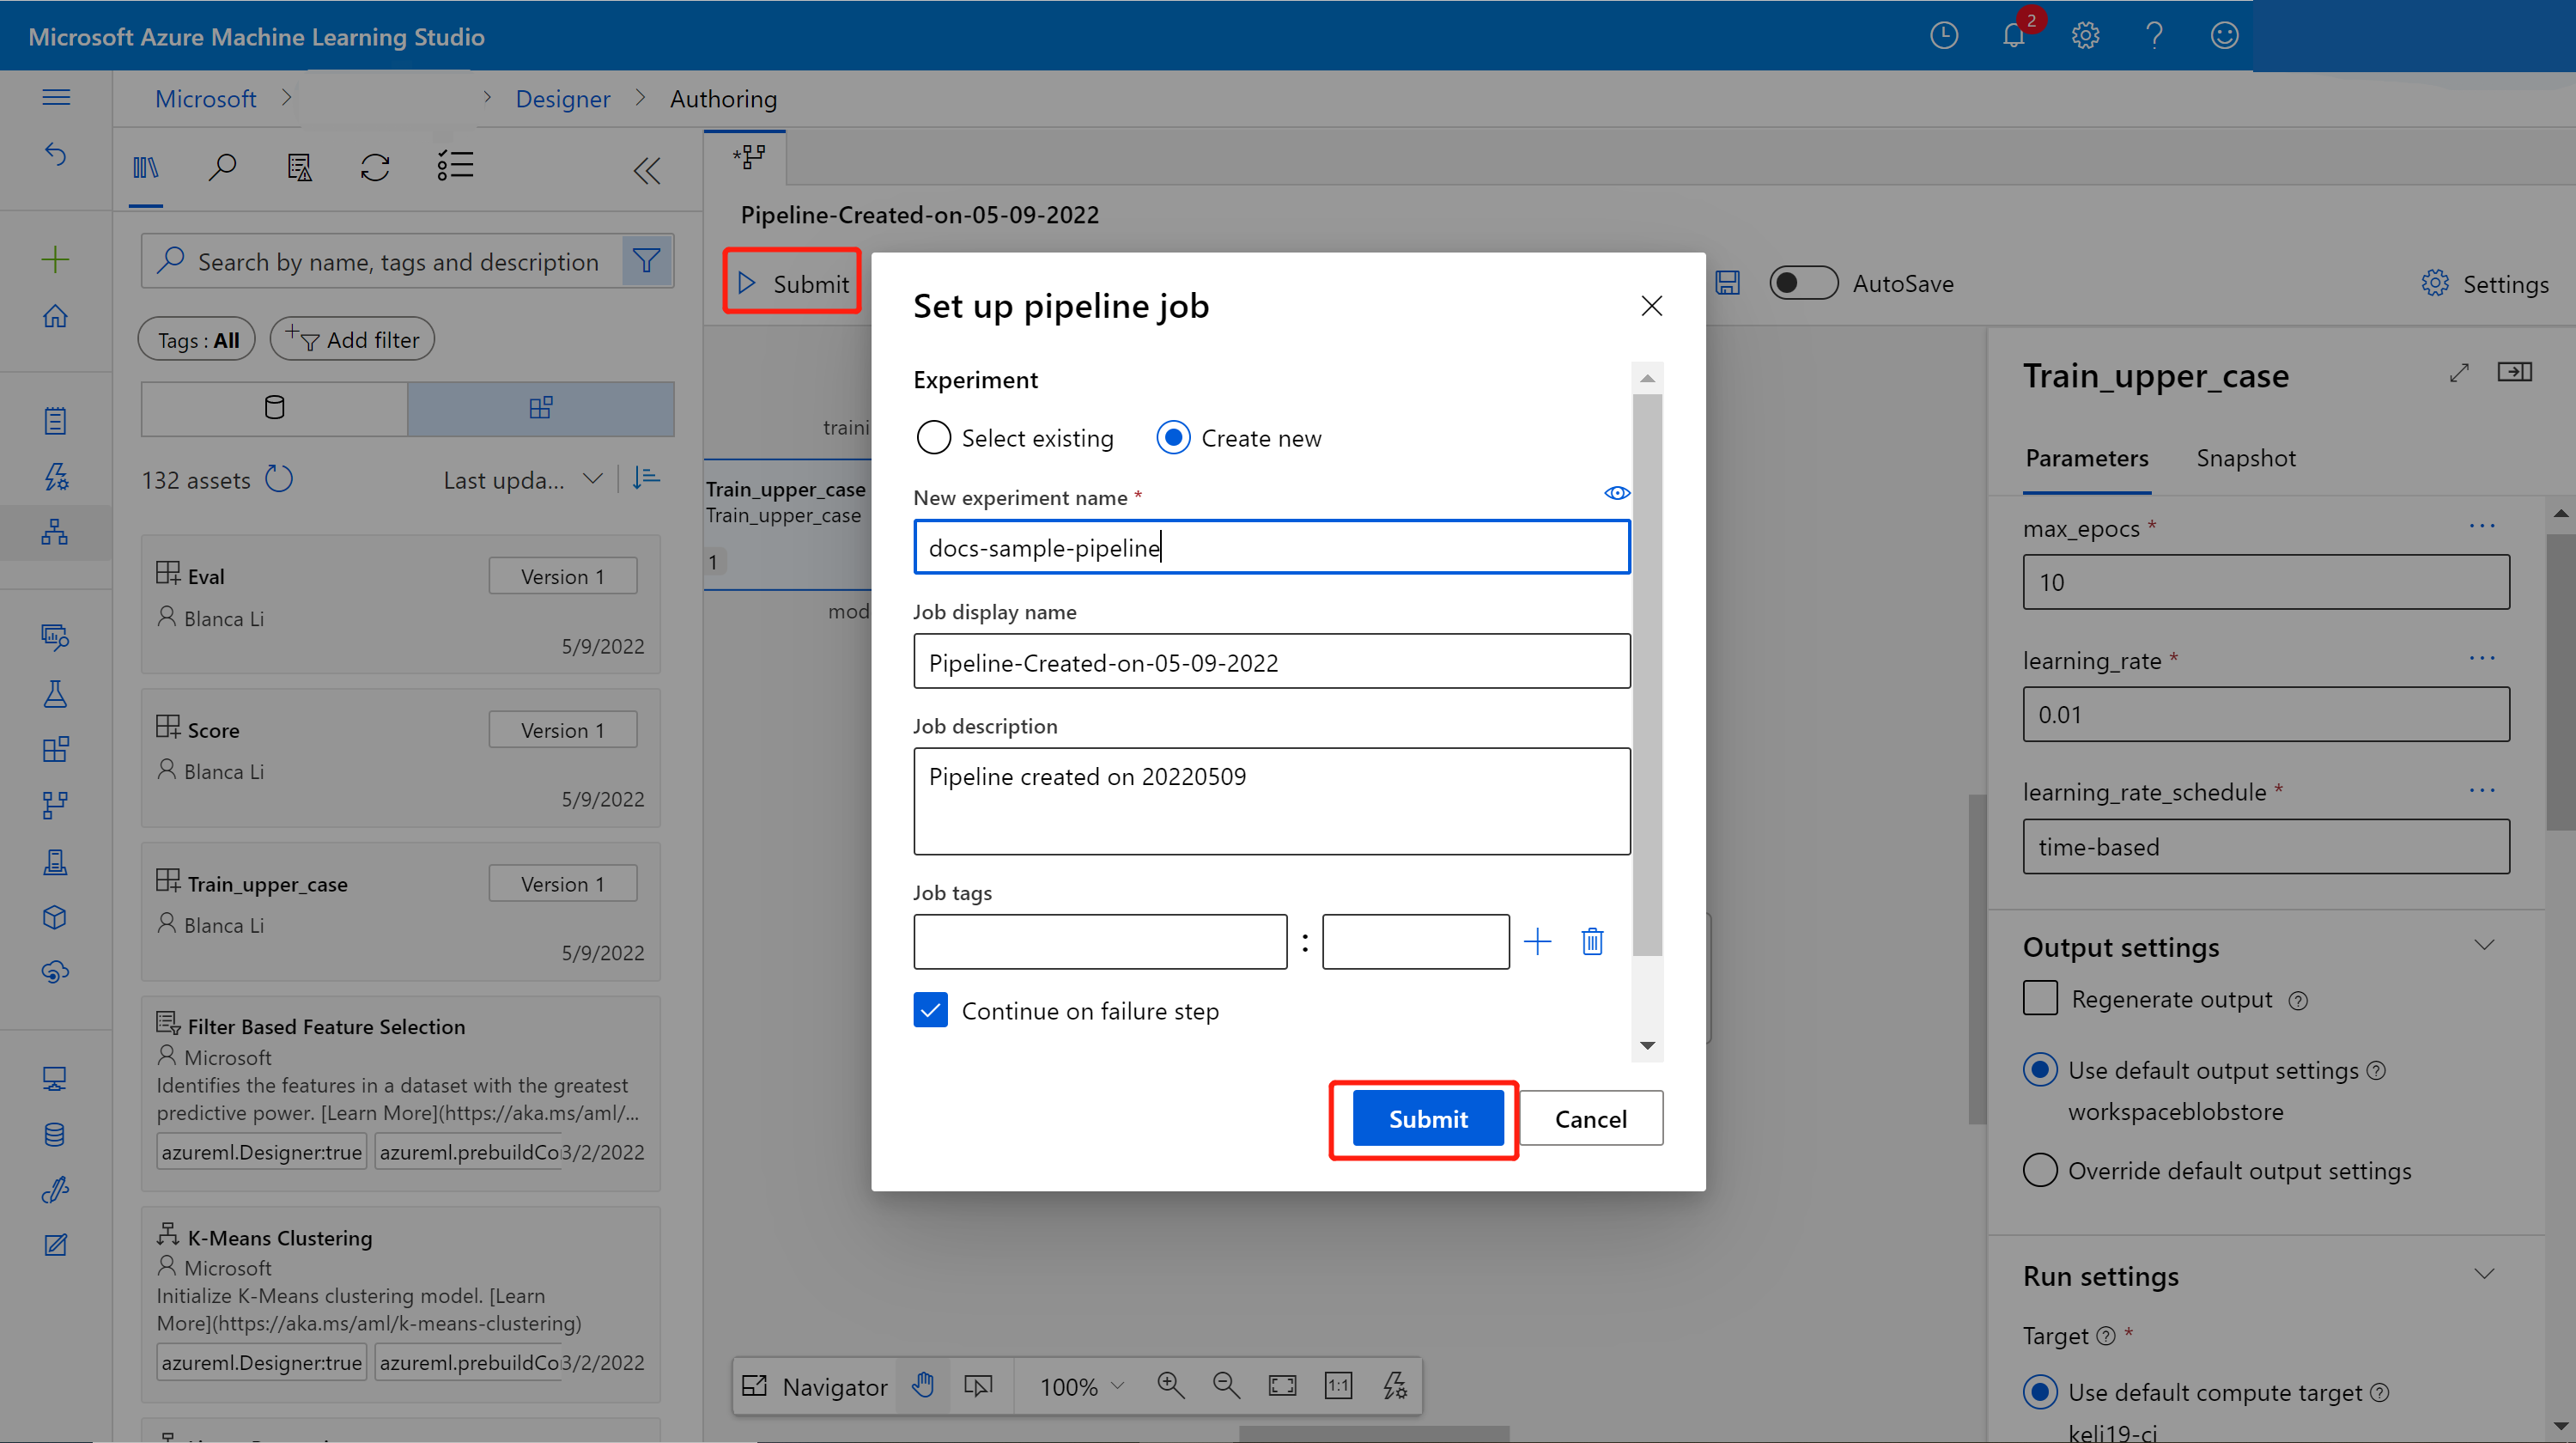 Microsoft Azure Machine Learning Studio
2
Microsoft > > Designer > Authoring
Search by name, tags and description
Tags : All
Add filter
132 assets
Last upda...
Eval
Version 1
Blanca Li
5/9/2022
Score
Version 1
Blanca Li
5/9/2022
Train_upper_case
Version 1
Blanca Li
5/9/2022
Filter Based Feature Selection
Microsoft
Identifies the features in a dataset with the greatest
predictive power. [Learn More](https://aka.ms/aml/...
azureml.Designer:true
azureml.prebuildCo
3/2/2022
K-Means Clustering
Microsoft
Initialize K-Means clustering model. [Learn
More](https://aka.ms/aml/k-means-clustering)
azureml.Designer:true
azureml.prebuildCo
3/2/2022
*
Pipeline-Created-on-05-09-2022
Submit
AutoSave
Settings
traini
Train_upper_case
Train_upper_case
1
mod
Set up pipeline job
Experiment
Select existing
Create new
New experiment name *
docs-sample-pipeline
Job display name
Pipeline-Created-on-05-09-2022
Job description
Pipeline created on 20220509
Job tags
:
Continue on failure step
Submit
Cancel
Navigator
100%
1:1
Train_upper_case
Parameters
Snapshot
max_epocs *
...
10
learning_rate *
...
0.01
learning_rate_schedule *
...
time-based
Output settings
Regenerate output
Use default output settings
workspaceblobstore
Override default output settings
Run settings
Target *
Use default compute target
keli19-ci